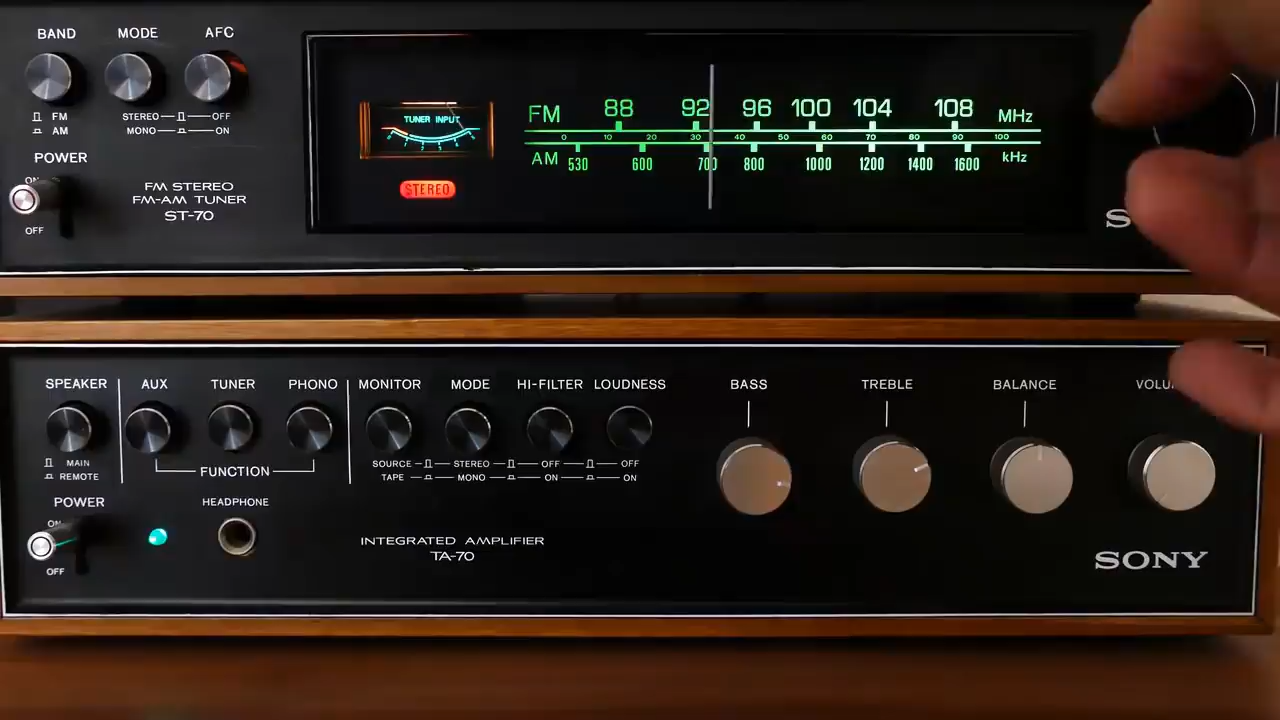 BAND MODE AFC
FM STEREO OFF
AM MONO ON
POWER
ON
OFF
FM STEREO
FM-AM TUNER
ST-70
TUNER INPUT
STEREO
FM 88 92 96 100 104 108 MHz
0 10 20 30 40 50 60 70 80 90 100
AM 530 600 700 800 1000 1200 1400 1600 kHz
SPEAKER AUX TUNER PHONO MONITOR MODE HI-FILTER LOUDNESS BASS TREBLE BALANCE
MAIN
REMOTE
FUNCTION
SOURCE STEREO OFF OFF
TAPE MONO ON ON
POWER
ON
OFF
HEADPHONE
INTEGRATED AMPLIFIER
TA-70
SONY